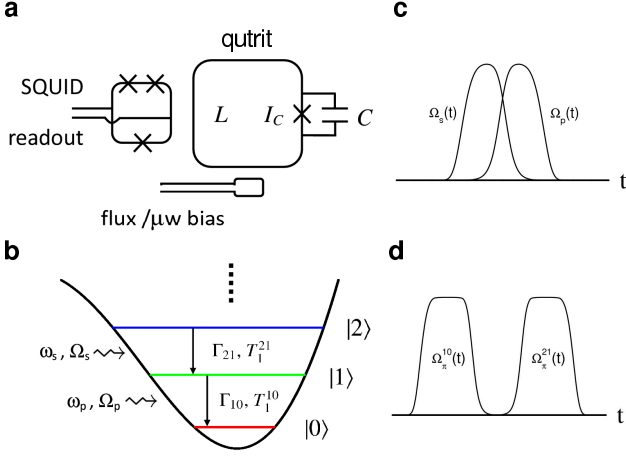 a
qutrit
SQUID
readout
L
I_C
C
flux /μw bias
b
|2⟩
ω_s , Ω_s
Γ_21, T_1^21
|1⟩
ω_p, Ω_p
Γ_10, T_1^10
|0⟩
c
Ω_s(t)
Ω_p(t)
t
d
Ω_π^10(t)
Ω_π^21(t)
t